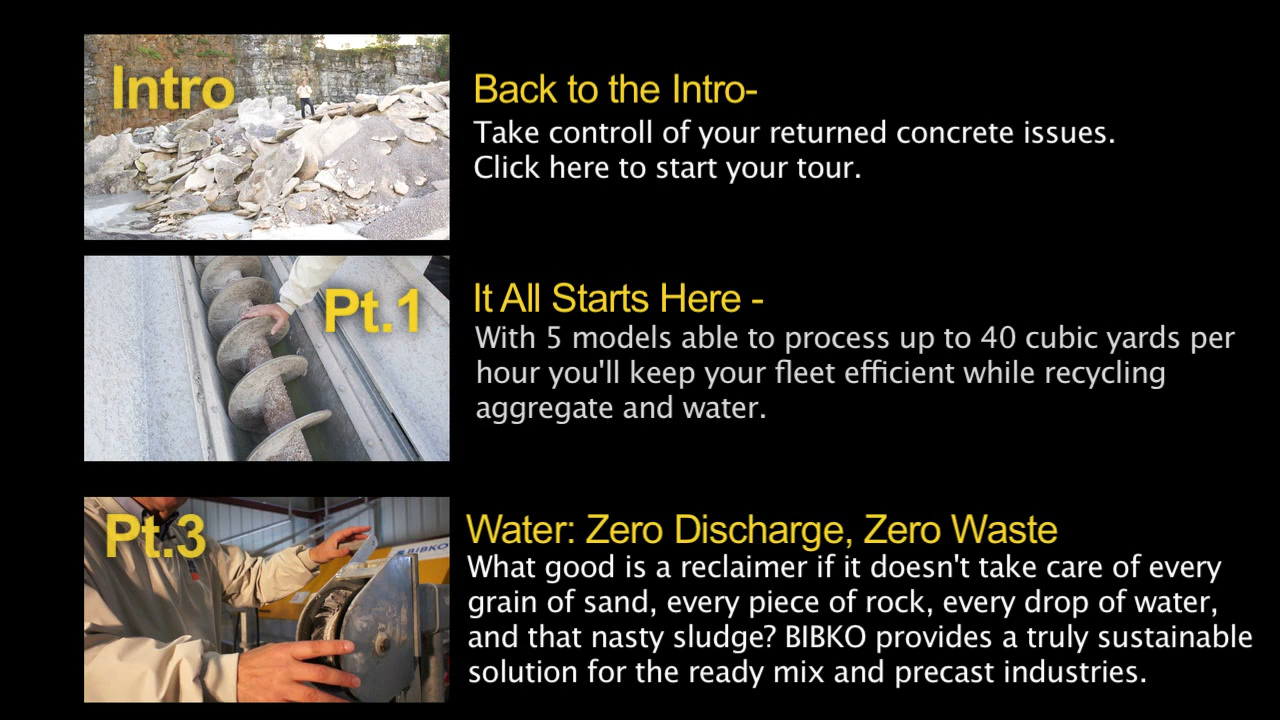 Intro
Back to the Intro-
Take controll of your returned concrete issues.
Click here to start your tour.
Pt.1
It All Starts Here -
With 5 models able to process up to 40 cubic yards per
hour you'll keep your fleet efficient while recycling
aggregate and water.
Pt.3
BIBKO
Water: Zero Discharge, Zero Waste
What good is a reclaimer if it doesn't take care of every
grain of sand, every piece of rock, every drop of water,
and that nasty sludge? BIBKO provides a truly sustainable
solution for the ready mix and precast industries.